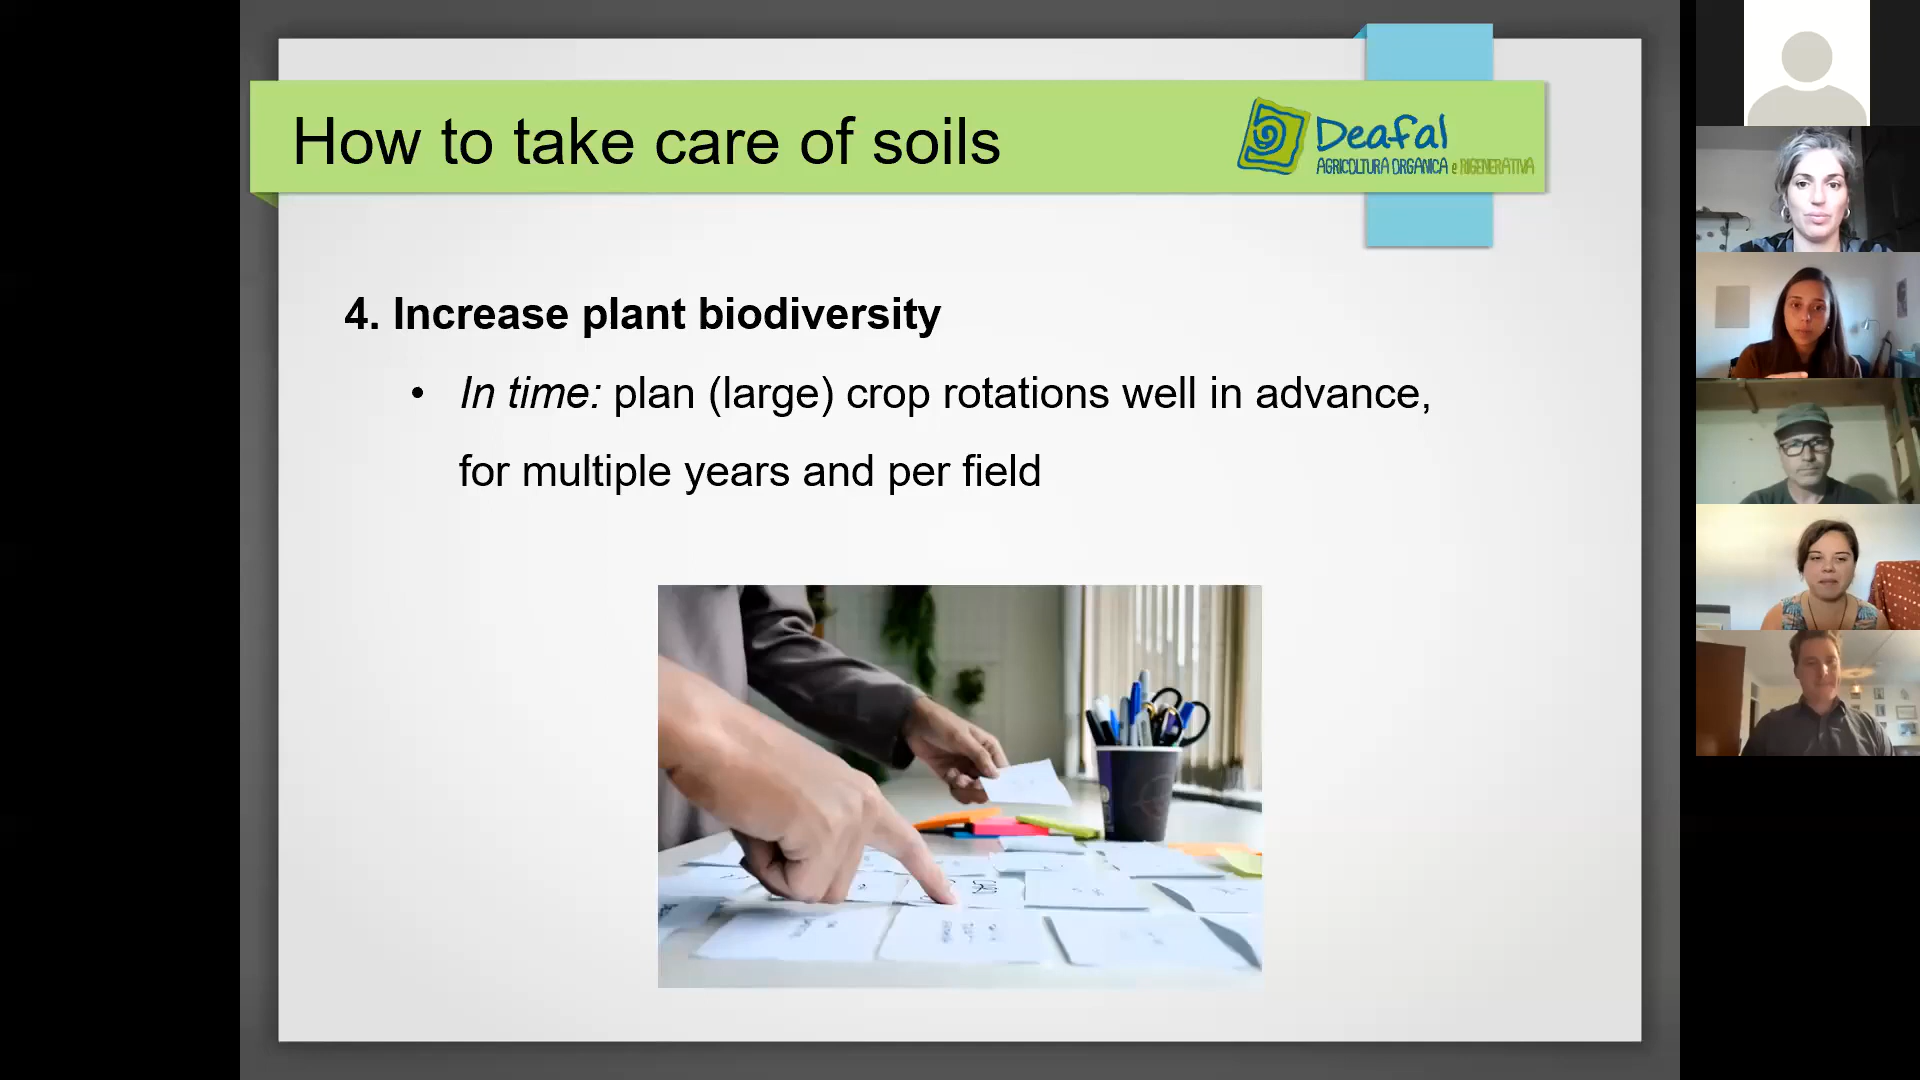 How to take care of soils
Deafal
AGRICOLTURA ORGANICA e RIGENERATIVA
4. Increase plant biodiversity
• In time: plan (large) crop rotations well in advance,
for multiple years and per field